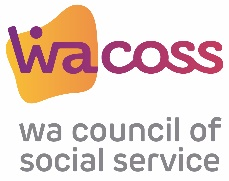 wacoss
wa council of
social service